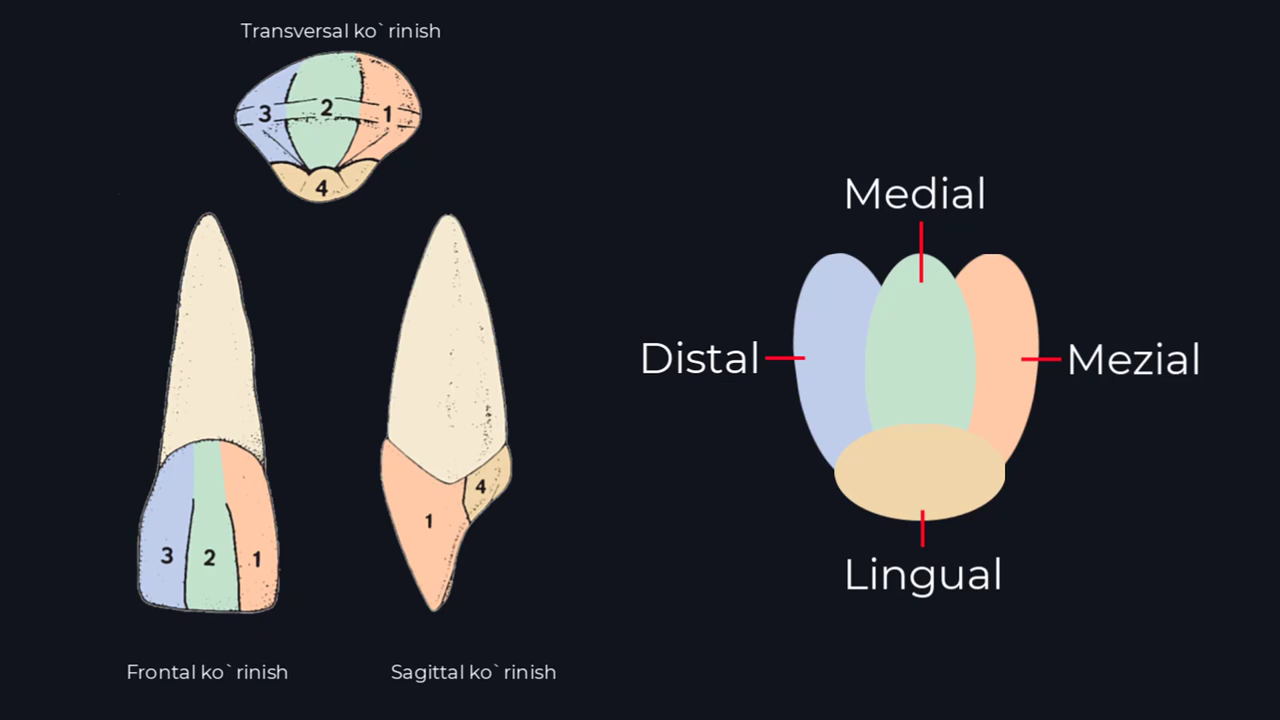 Transversal ko`rinish
3
2
1
4
3
2
1
1
4
Frontal ko`rinish
Sagittal ko`rinish
Medial
Distal
Mezial
Lingual